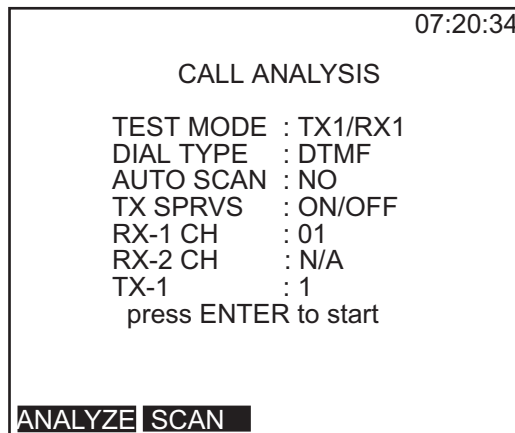 07:20:34
CALL ANALYSIS
TEST MODE : TX1/RX1
DIAL TYPE : DTMF
AUTO SCAN : NO
TX SPRVS : ON/OFF
RX-1 CH : 01
RX-2 CH : N/A
TX-1 : 1
press ENTER to start
ANALYZE SCAN